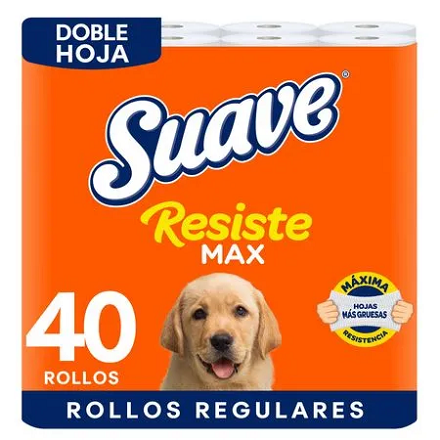 DOBLE
HOJA
Suave®
Resiste
MAX
MÁXIMA
HOJAS
MÁS GRUESAS
RESISTENCIA
40
ROLLOS
ROLLOS REGULARES